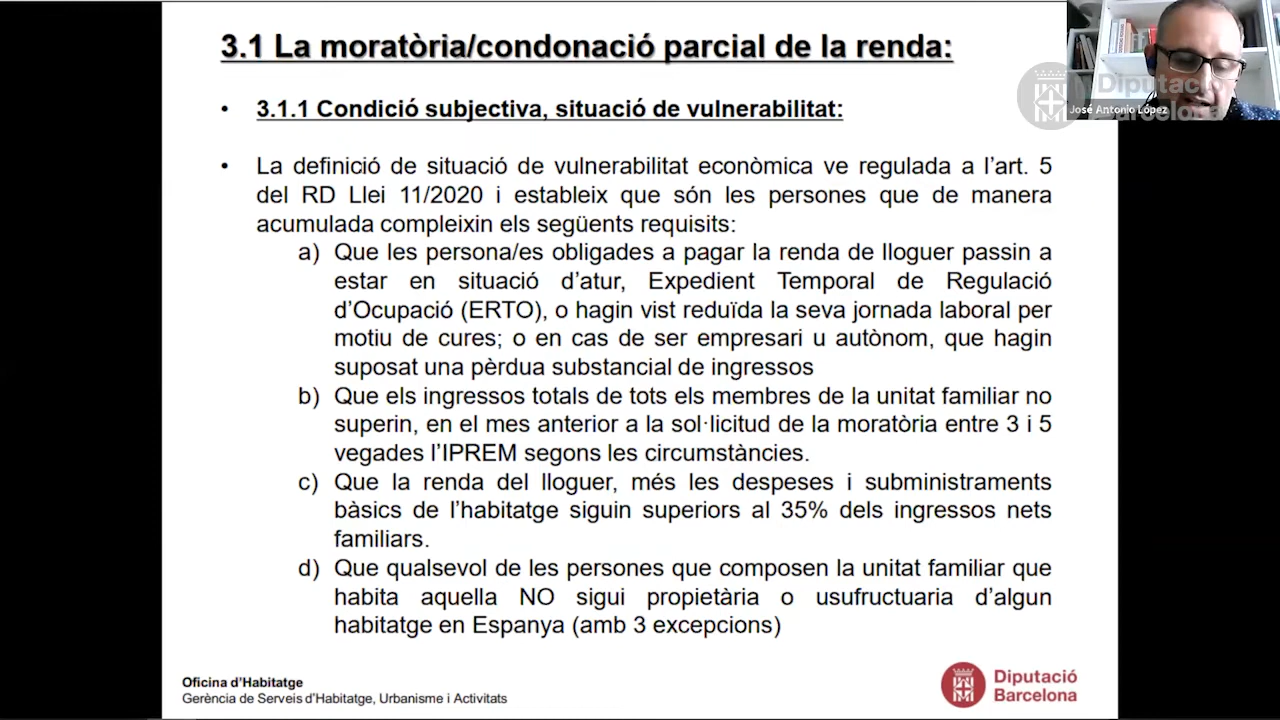 3.1 La moratòria/condonació parcial de la renda:
• 3.1.1 Condició subjectiva, situació de vulnerabilitat:
• La definició de situació de vulnerabilitat econòmica ve regulada a l’art. 5
del RD Llei 11/2020 i estableix que són les persones que de manera
acumulada compleixin els següents requisits:
a) Que les persona/es obligades a pagar la renda de lloguer passin a
estar en situació d’atur, Expedient Temporal de Regulació
d’Ocupació (ERTO), o hagin vist reduïda la seva jornada laboral per
motiu de cures; o en cas de ser empresari u autònom, que hagin
suposat una pèrdua substancial de ingressos
b) Que els ingressos totals de tots els membres de la unitat familiar no
superin, en el mes anterior a la sol·licitud de la moratòria entre 3 i 5
vegades l’IPREM segons les circumstàncies.
c) Que la renda del lloguer, més les despeses i subministraments
bàsics de l’habitatge siguin superiors al 35% dels ingressos nets
familiars.
d) Que qualsevol de les persones que composen la unitat familiar que
habita aquella NO sigui propietària o usufructuaria d’algun
habitatge en Espanya (amb 3 excepcions)
Oficina d’Habitatge
Gerència de Serveis d’Habitatge, Urbanisme i Activitats
Diputació
Barcelona
Diputació
Barcelona
José Antonio López